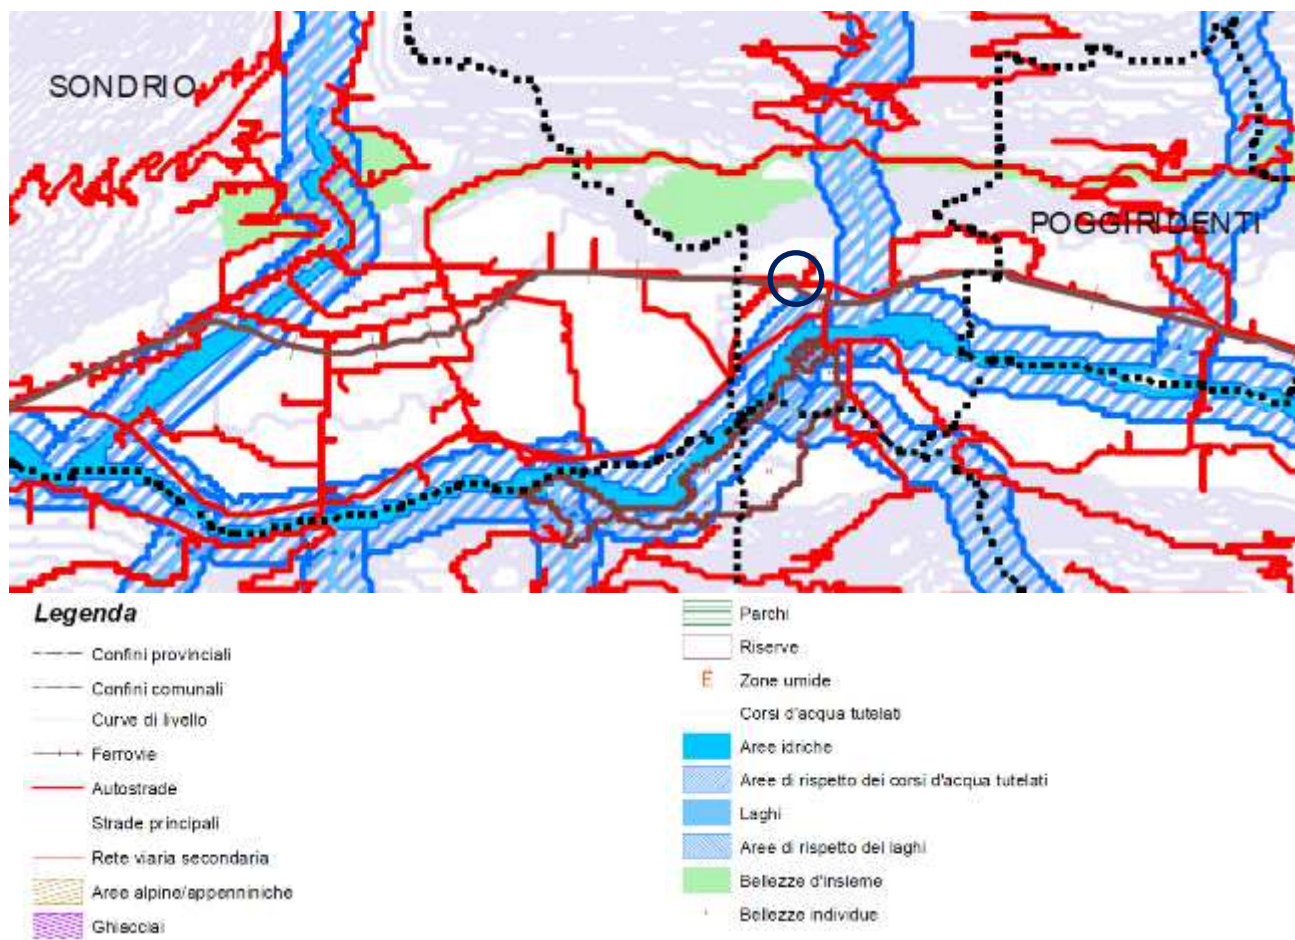 SONDRIO
POGGIRIDENTI
Legenda
Confini provinciali
Confini comunali
Curve di livello
Ferrovie
Autostrade
Strade principali
Rete viaria secondaria
Aree alpine/appenniniche
Ghiacciai
Parchi
Riserve
E Zone umide
Corsi d'acqua tutelati
Aree idriche
Aree di rispetto dei corsi d'acqua tutelati
Laghi
Aree di rispetto dei laghi
Bellezze d'insieme
Bellezze individue